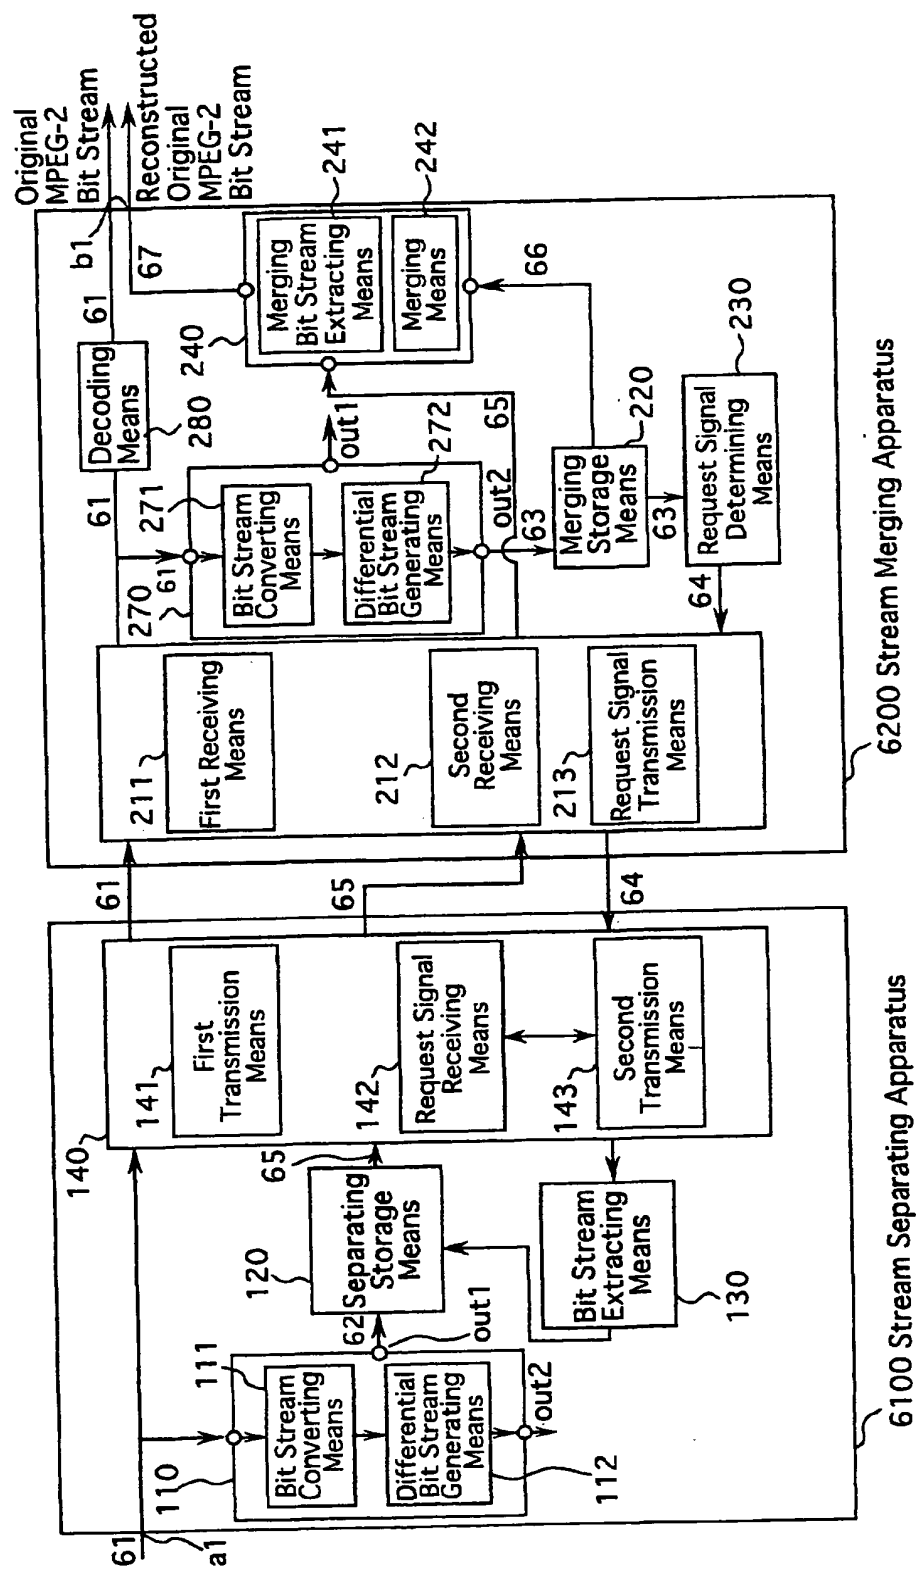 Original
MPEG-2
Bit Stream
Reconstructed
Original
MPEG-2
Bit Stream
b1
67
61
Decoding
Means
280
61
240
Merging
Bit Stream
Extracting
Means
241
Merging
Means
242
66
270
61
271
Bit Stream
Converting
Means
Differential
Bit Stream
Generating
Means
272
out1
out2
65
63
Merging
Storage
Means
220
63
Request Signal
Determining
Means
230
64
211
First Receiving
Means
212
Second
Receiving
Means
213
Request Signal
Transmission
Means
6200 Stream Merging Apparatus
61
65
64
140
141
First
Transmission
Means
142
Request Signal
Receiving
Means
143
Second
Transmission
Means
65
120
Separating
Storage
Means
62
out1
Bit Stream
Extracting
Means
130
110
111
Bit Stream
Converting
Means
Differential
Bit Stream
Generating
Means
112
out2
61
a1
6100 Stream Separating Apparatus